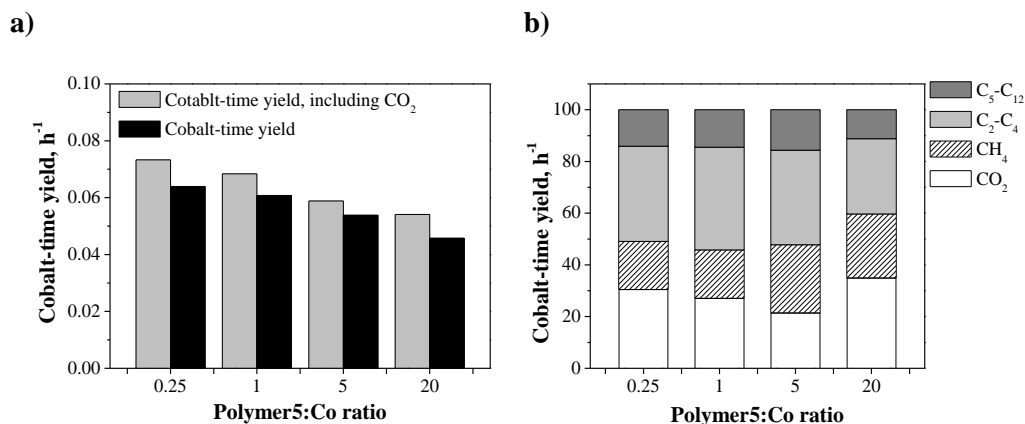 a)
Cobalt-time yield, h⁻¹
0.10
0.08
0.06
0.04
0.02
0.00
Cotablt-time yield, including CO₂
Cobalt-time yield
0.25 1 5 20
Polymer5:Co ratio
b)
Cobalt-time yield, h⁻¹
100
80
60
40
20
0
C₅-C₁₂
C₂-C₄
CH₄
CO₂
0.25 1 5 20
Polymer5:Co ratio